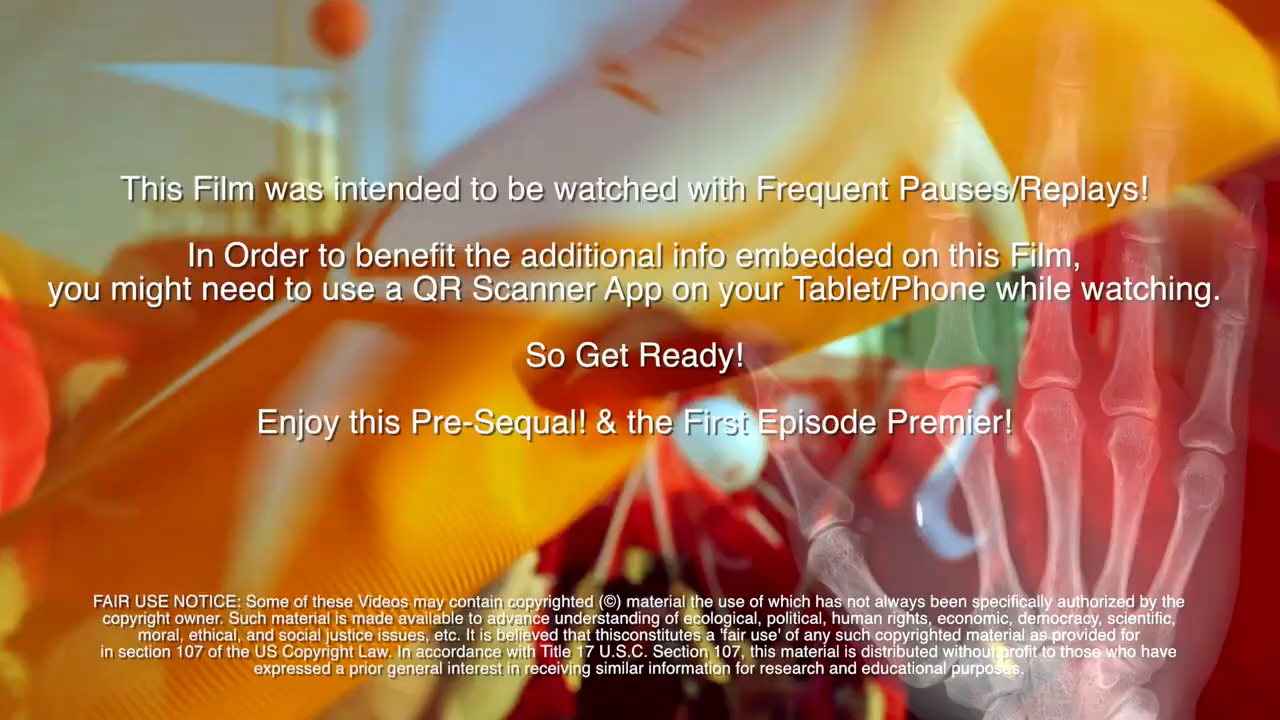 This Film was intended to be watched with Frequent Pauses/Replays!
In Order to benefit the additional info embedded on this Film,
you might need to use a QR Scanner App on your Tablet/Phone while watching.
So Get Ready!
Enjoy this Pre-Sequal! & the First Episode Premier!
FAIR USE NOTICE: Some of these Videos may contain copyrighted (©) material the use of which has not always been specifically authorized by the
copyright owner. Such material is made available to advance understanding of ecological, political, human rights, economic, democracy, scientific,
moral, ethical, and social justice issues, etc. It is believed that thisconstitutes a 'fair use' of any such copyrighted material as provided for
in section 107 of the US Copyright Law. In accordance with Title 17 U.S.C. Section 107, this material is distributed without profit to those who have
expressed a prior general interest in receiving similar information for research and educational purposes.